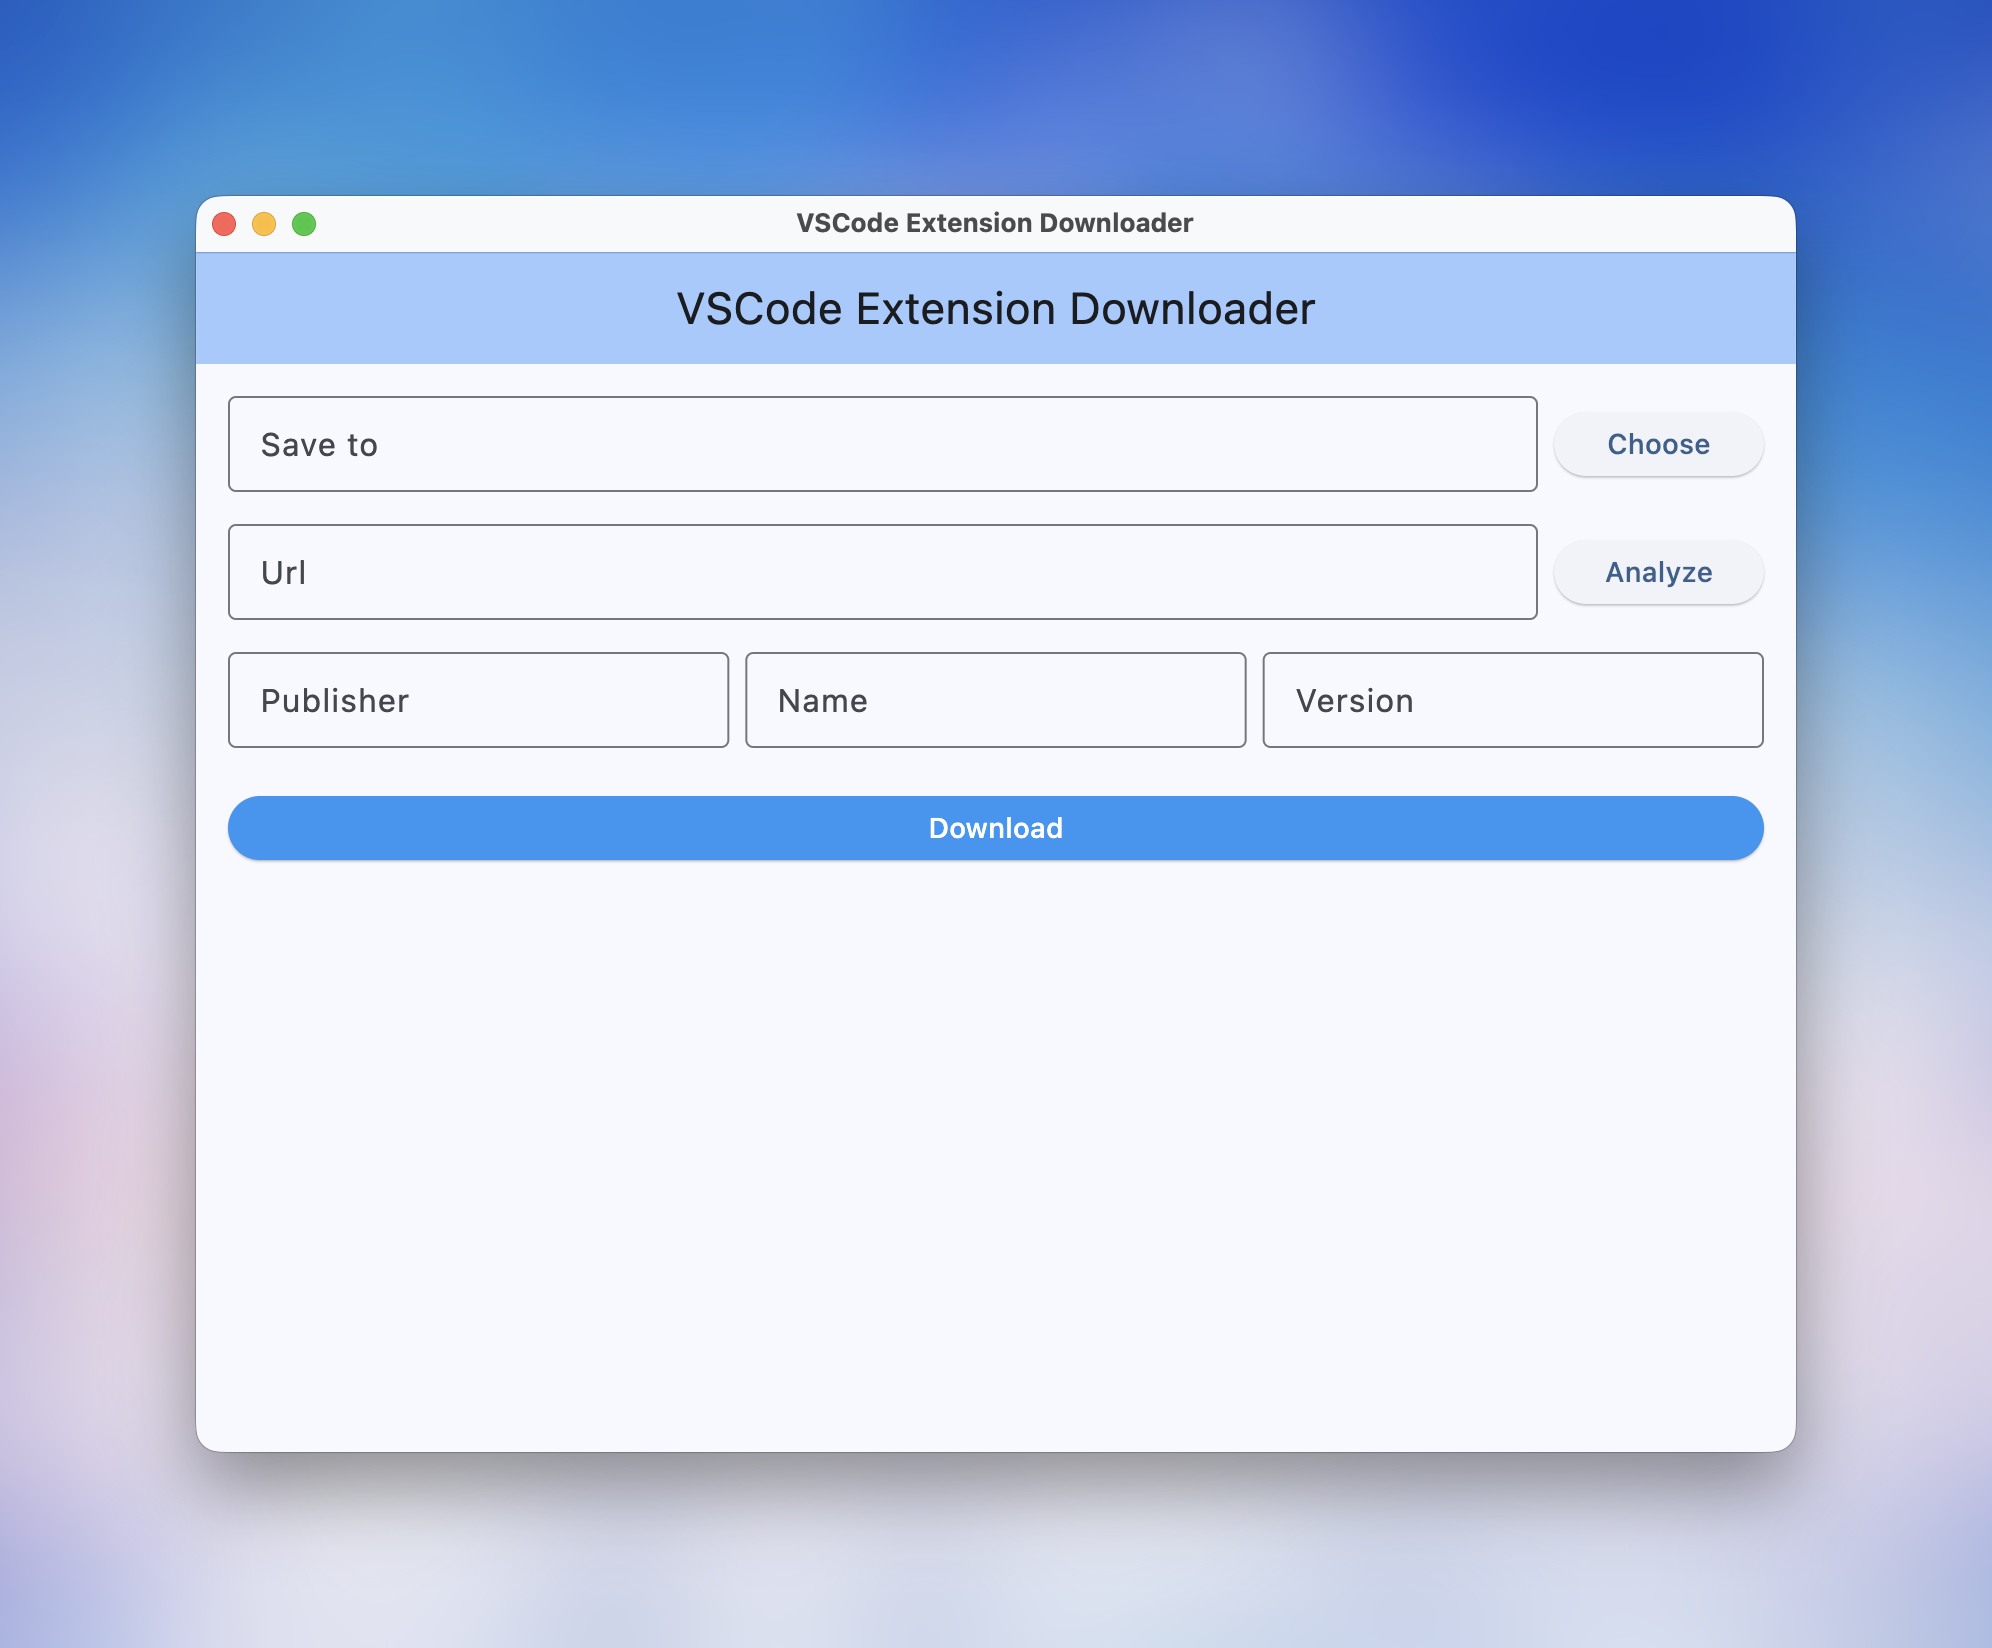 VSCode Extension Downloader
VSCode Extension Downloader
Save to
Choose
Url
Analyze
Publisher
Name
Version
Download